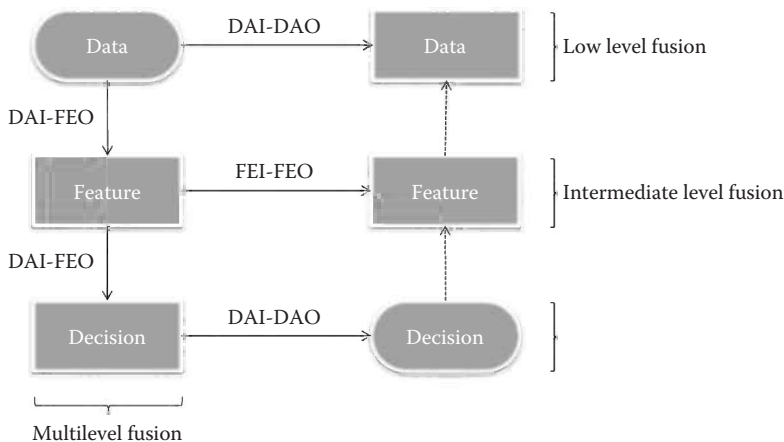 Data
DAI-DAO
Data
Low level fusion
DAI-FEO
Feature
FEI-FEO
Feature
Intermediate level fusion
DAI-FEO
Decision
DAI-DAO
Decision
Multilevel fusion